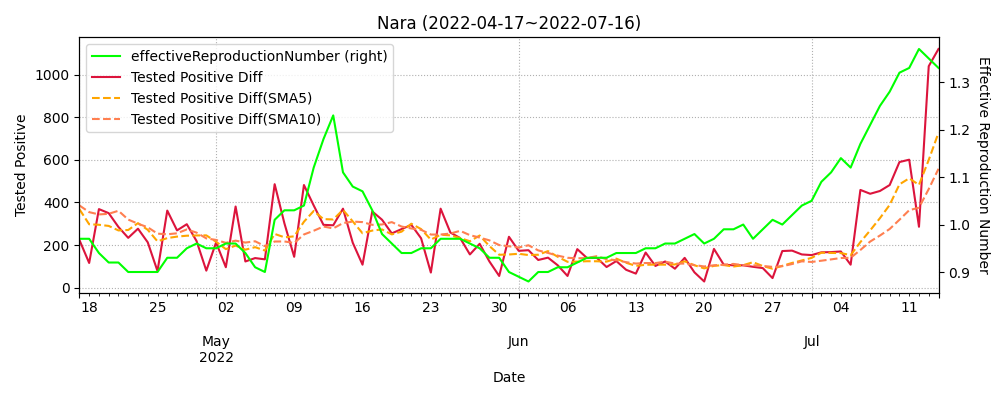 Nara (2022-04-17~2022-07-16)
effectiveReproductionNumber (right)
Tested Positive Diff
Tested Positive Diff(SMA5)
Tested Positive Diff(SMA10)
Tested Positive
1000
800
600
400
200
0
Effective Reproduction Number
1.3
1.2
1.1
1.0
0.9
18 25 02 09 16 23 30 06 13 20 27 04 11
May Jun Jul
2022
Date